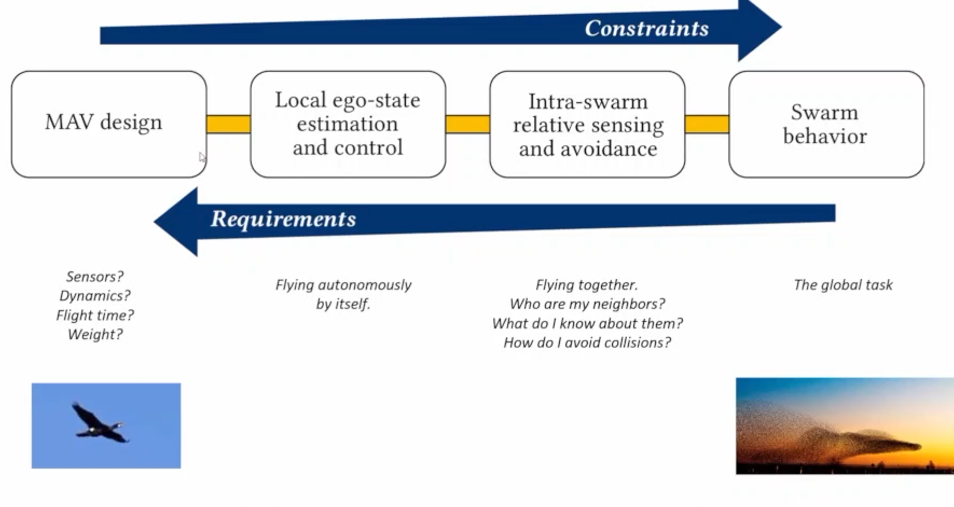 Constraints
MAV design
Local ego-state
estimation
and control
Intra-swarm
relative sensing
and avoidance
Swarm
behavior
Requirements
Sensors?
Dynamics?
Flight time?
Weight?
Flying autonomously
by itself.
Flying together.
Who are my neighbors?
What do I know about them?
How do I avoid collisions?
The global task